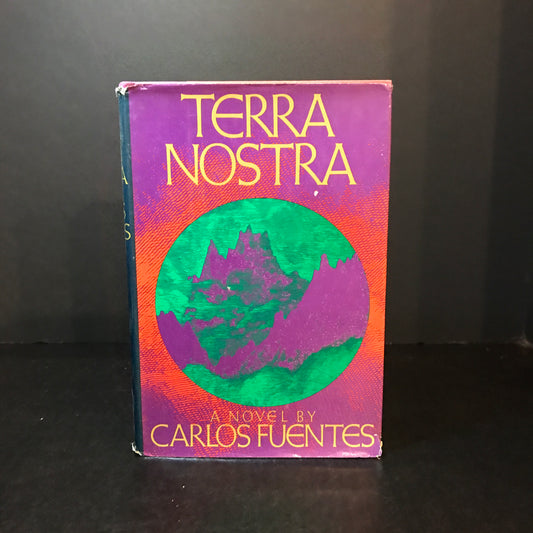 TERRA
NOSTRA
A NOVEL BY
CARLOS FUENTES